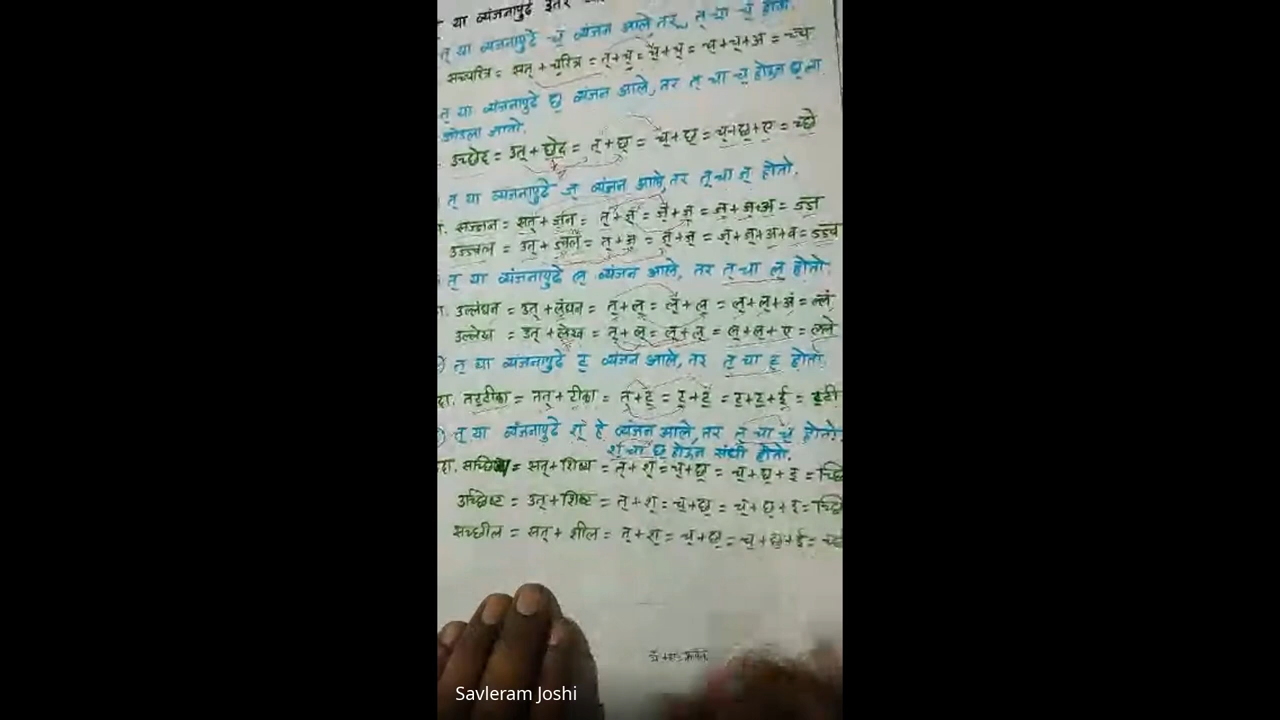 या व्यंजनापुढे इतर
त् या व्यंजनापुढे च् व्यंजन आले, तर, त् चा च् होतो.
सच्चरित्र = सत् + चरित्र = त् + च् = च् + च् = च् + च् + अ = च्च
त् या व्यंजनापुढे छ् व्यंजन आले, तर त् चा च् होऊन छ् ला
जोडला जातो.
उच्छेद = उत् + छेद = त् + छ् = च् + छ् = च् + छ् + ए = च्छे
त् या व्यंजनापुढे ज् व्यंजन आले, तर त् चा ज् होतो.
सज्जन = सत् + जन = त् + ज् = ज् + ज् = ज् + ज् + अ = ज्ज
उज्ज्वल = उत् + ज्वल = त् + ज् = ज् + ज् = ज् + ज् + अ + व = ज्ज्व
त् या व्यंजनापुढे ल् व्यंजन आले, तर त् चा ल् होतो.
उल्लंघन = उत् + लंघन = त् + ल् = ल् + ल् = ल् + ल् + अं = ल्लं
उल्लेख = उत् + लेख = त् + ल् = ल् + ल् = ल् + ल् + ए = ल्ले
त् या व्यंजनापुढे ट् व्यंजन आले, तर त् चा ट् होतो.
दा. तट्टीका = तत् + टीका = त् + ट् = ट् + ट् = ट् + ट् + ई = ट्टी
त् या व्यंजनापुढे श् हे व्यंजन आले, तर त् चा च् होतो.
श् चा छ् होऊन संधी होतो.
दा. सच्छिष्य = सत् + शिष्य = त् + श् = च् + छ् = च् + छ् + इ = च्छि
उच्छिष्ट = उत् + शिष्ट = त् + श् = च् + छ् = च् + छ् + इ = च्छि
सच्छील = सत् + शील = त् + श् = च् + छ् = च् + छ् + ई =
Savleram Joshi